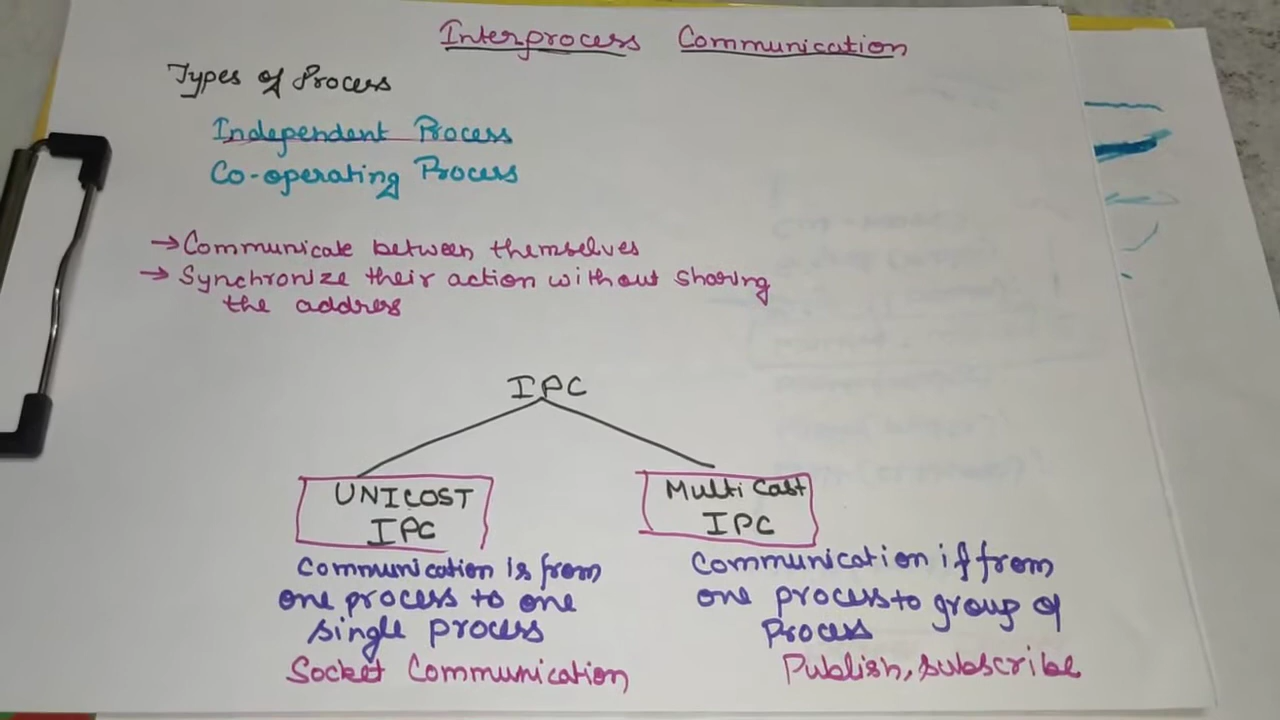 Interprocess Communication
Types of Process
Independent Process
Co-operating Process
→ Communicate between themselves
→ Synchronize their action without sharing
the address
IPC
UNICOST
IPC
Multi Cast
IPC
Communication is from
one process to one
single process
Socket Communication
Communication if from
one process to group of
Process
Publish, subscribe